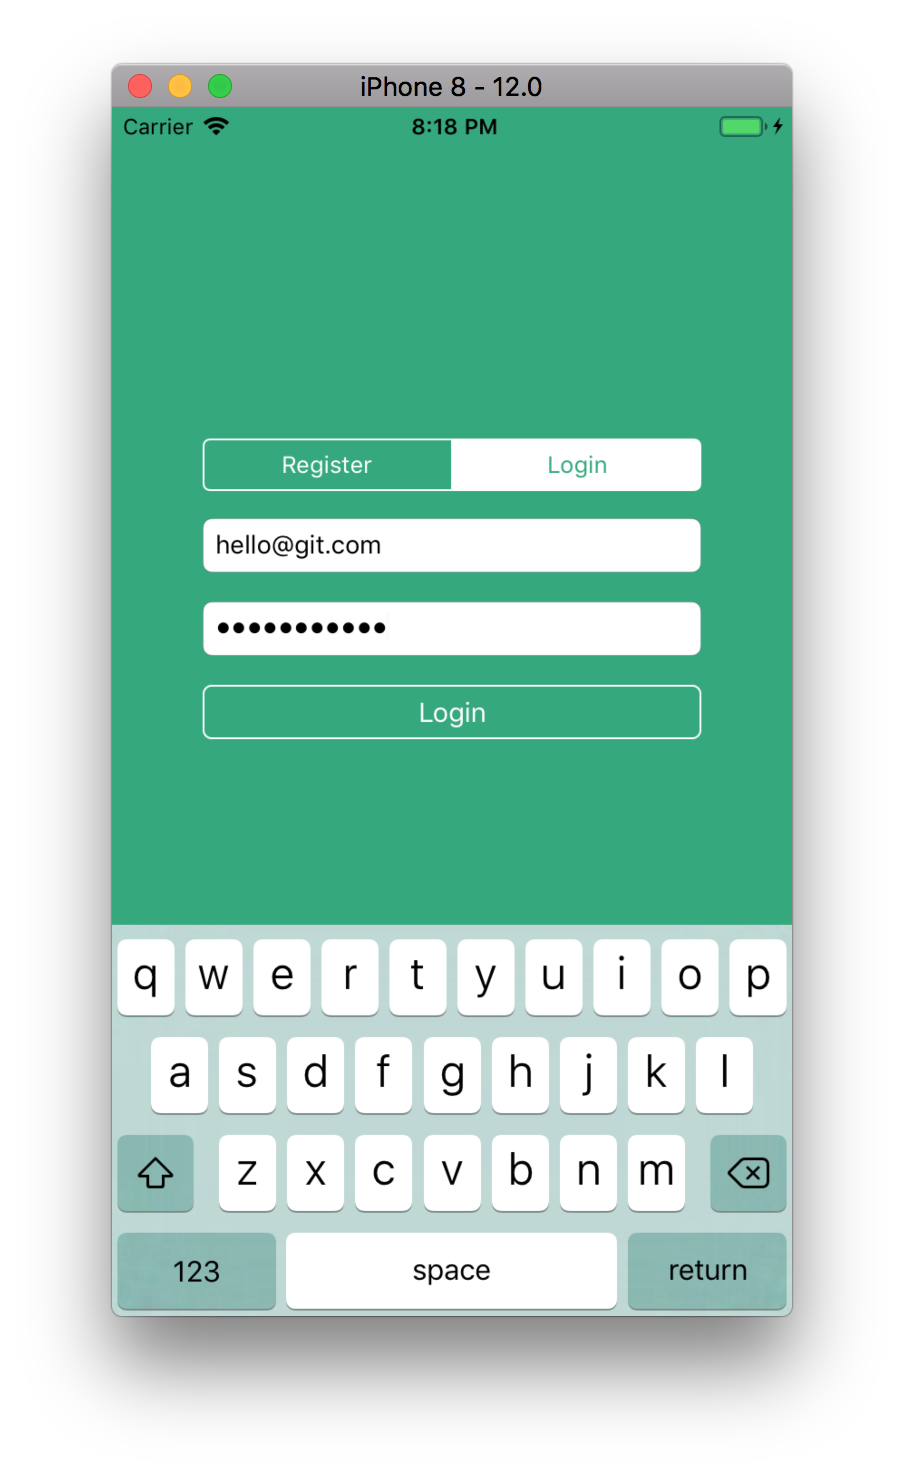 iPhone 8 - 12.0
Carrier 8:18 PM
Register Login
hello@git.com
•••••••••••
Login
q w e r t y u i o p
a s d f g h j k l
z x c v b n m
123 space return